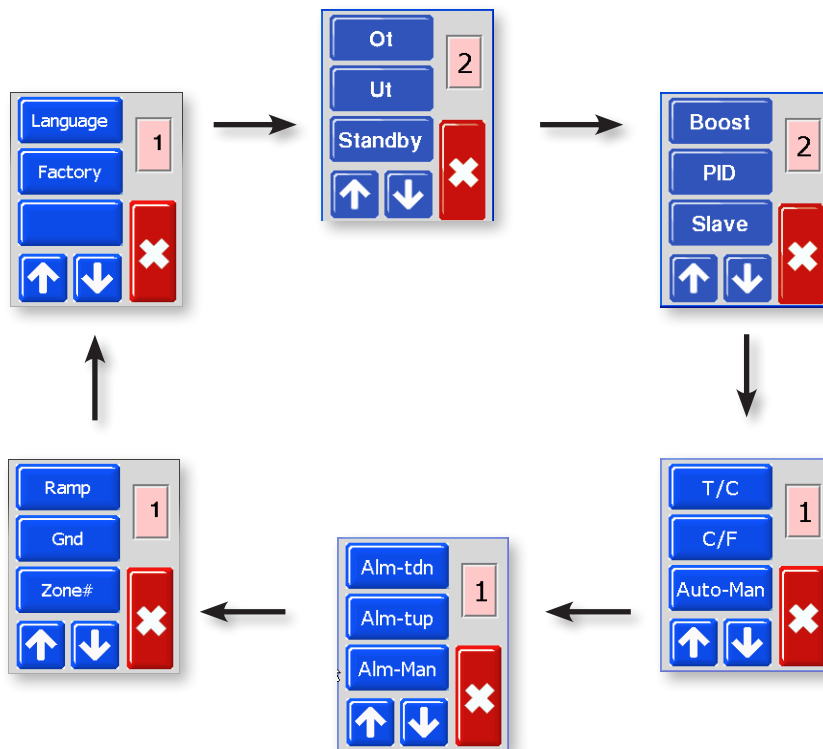 Language
1
Factory
Ot
2
Ut
Standby
Boost
2
PID
Slave
T/C
1
C/F
Auto-Man
Alm-tdn
1
Alm-tup
Alm-Man
Ramp
1
Gnd
Zone#